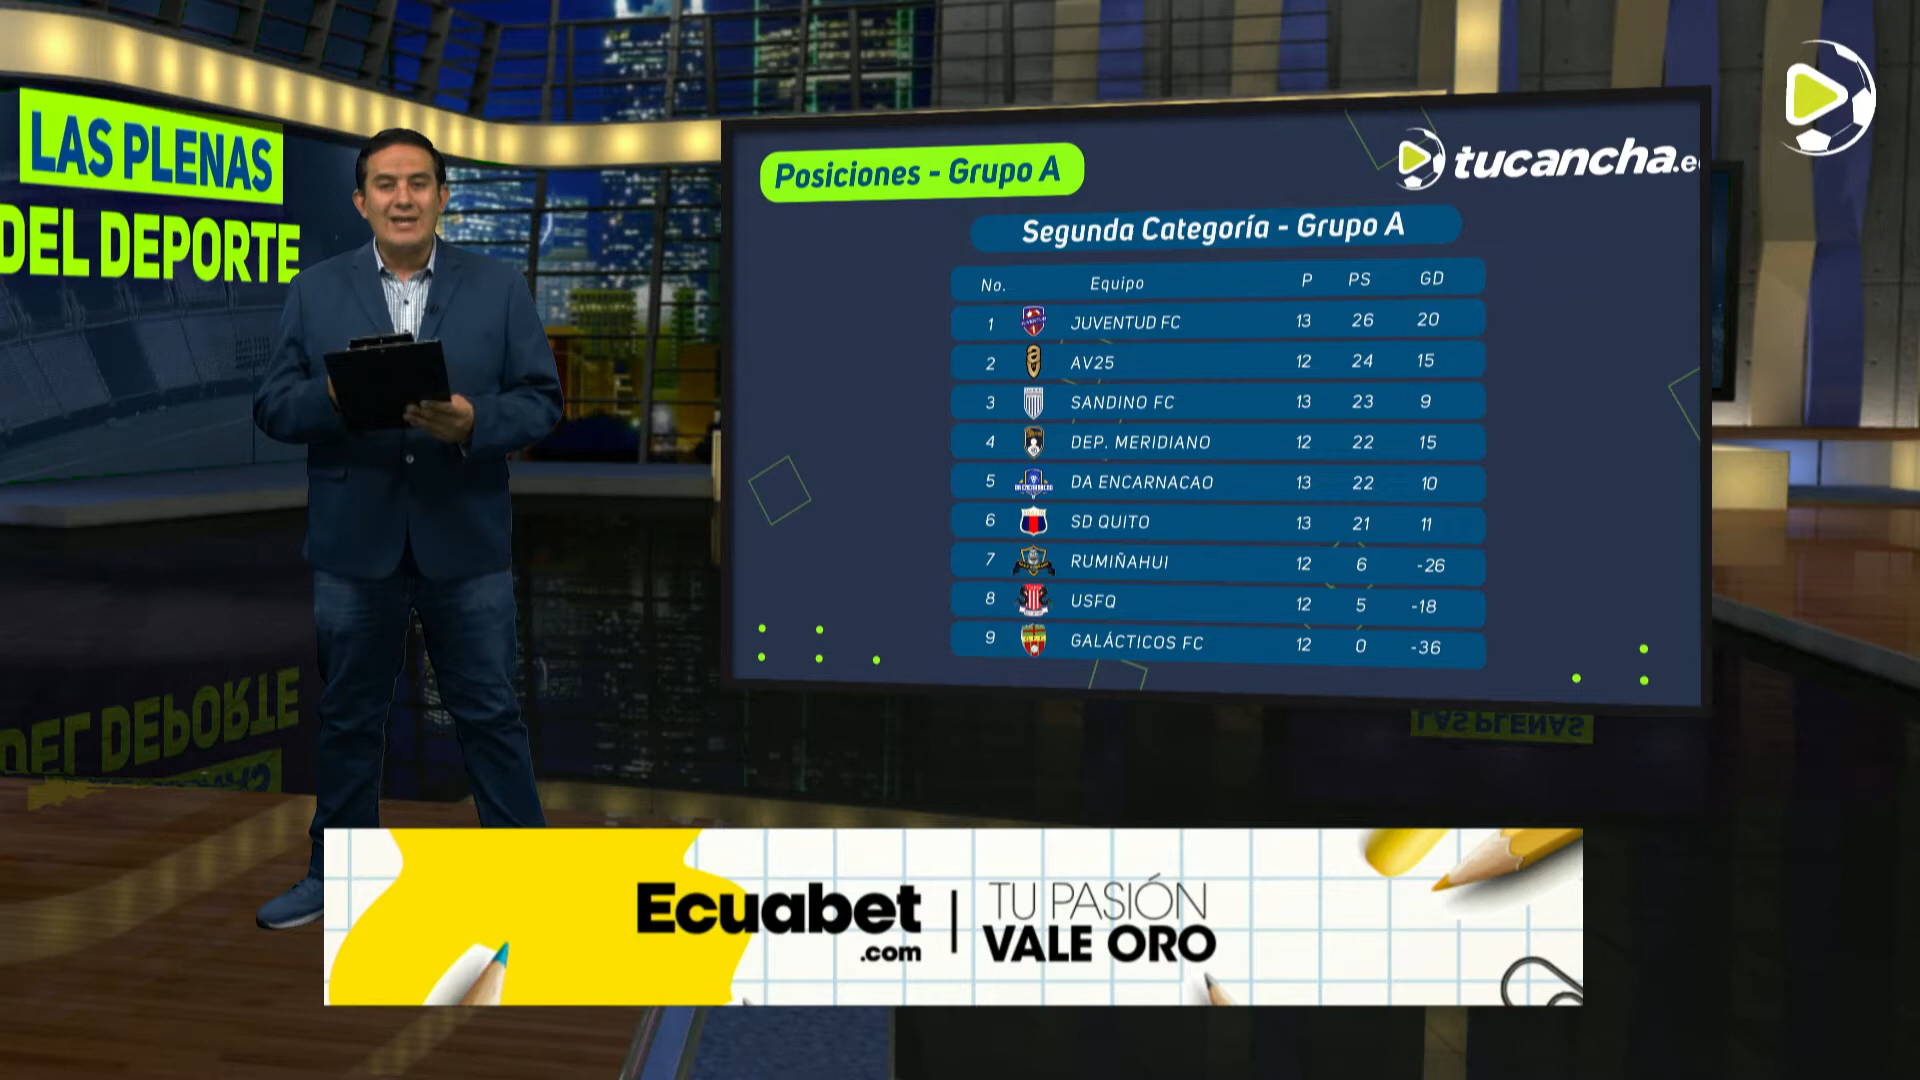 LAS PLENAS
DEL DEPORTE
Posiciones - Grupo A
tucancha.e
Segunda Categoría - Grupo A
No. Equipo P PS GD
1 JUVENTUD FC 13 26 20
2 AV25 12 24 15
3 SANDINO FC 13 23 9
4 DEP. MERIDIANO 12 22 15
5 DA ENCARNACAO 13 22 10
6 SD QUITO 13 21 11
7 RUMIÑAHUI 12 6 -26
8 USFQ 12 5 -18
9 GALÁCTICOS FC 12 0 -36
Ecuabet
.com
TU PASIÓN
VALE ORO